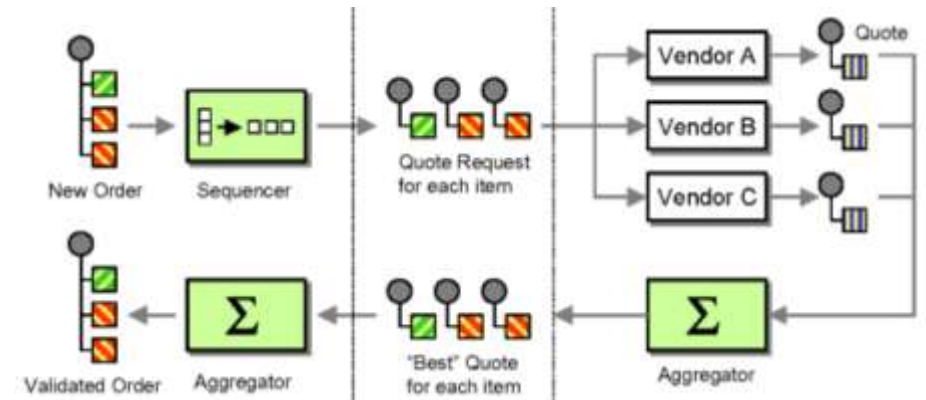 New Order
Sequencer
Quote Request
for each item
Vendor A
Vendor B
Vendor C
Quote
Validated Order
Σ
Aggregator
"Best" Quote
for each item
Σ
Aggregator